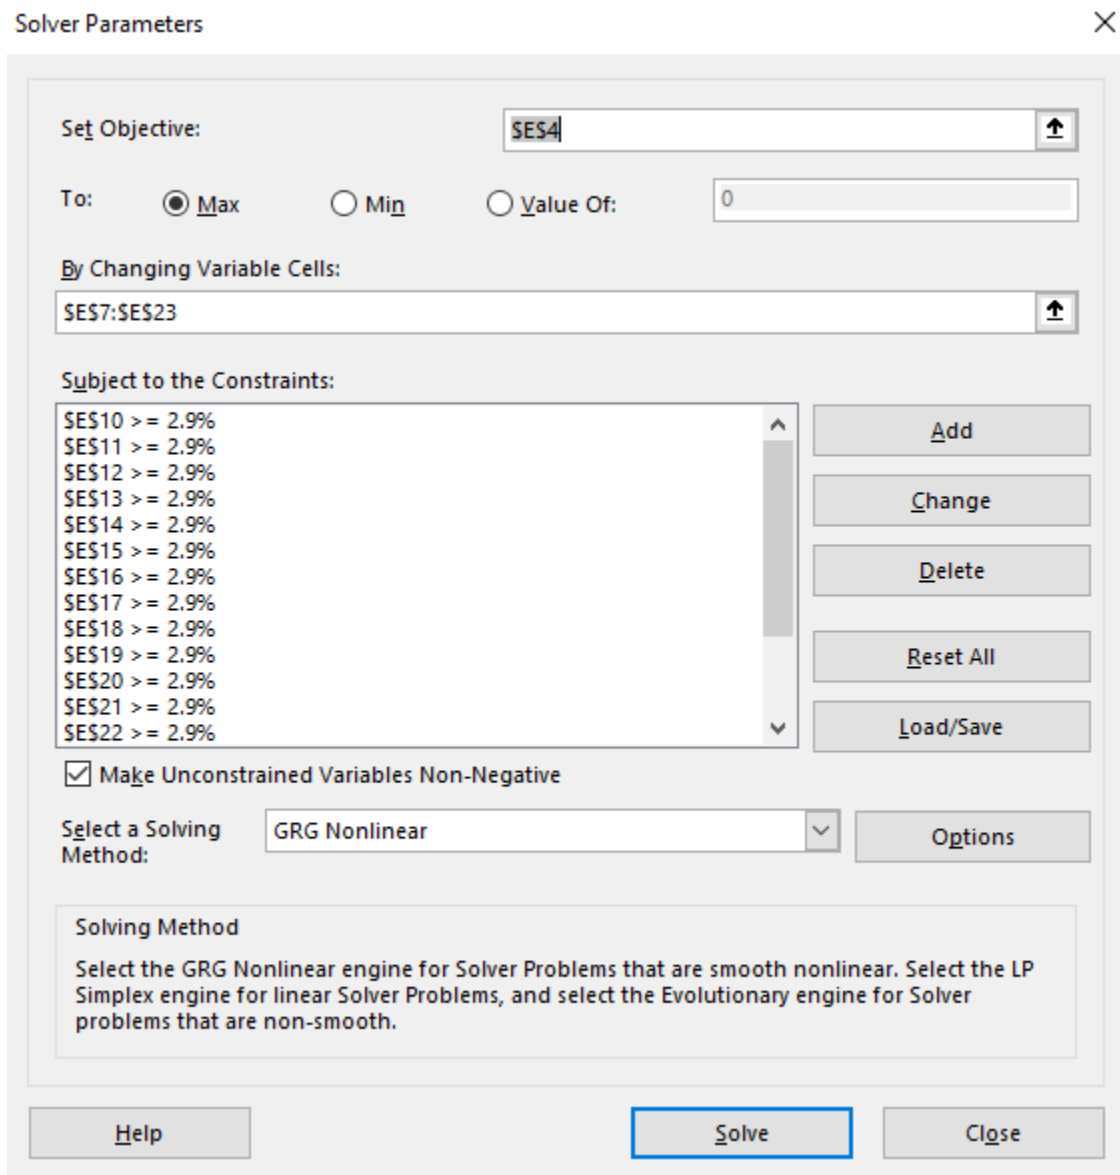 Solver Parameters
Set Objective:
$E$4
To:
Max
Min
Value Of:
0
By Changing Variable Cells:
$E$7:$E$23
Subject to the Constraints:
$E$10 >= 2.9%
$E$11 >= 2.9%
$E$12 >= 2.9%
$E$13 >= 2.9%
$E$14 >= 2.9%
$E$15 >= 2.9%
$E$16 >= 2.9%
$E$17 >= 2.9%
$E$18 >= 2.9%
$E$19 >= 2.9%
$E$20 >= 2.9%
$E$21 >= 2.9%
$E$22 >= 2.9%
Add
Change
Delete
Reset All
Load/Save
Make Unconstrained Variables Non-Negative
Select a Solving
Method:
GRG Nonlinear
Options
Solving Method
Select the GRG Nonlinear engine for Solver Problems that are smooth nonlinear. Select the LP
Simplex engine for linear Solver Problems, and select the Evolutionary engine for Solver
problems that are non-smooth.
Help
Solve
Close